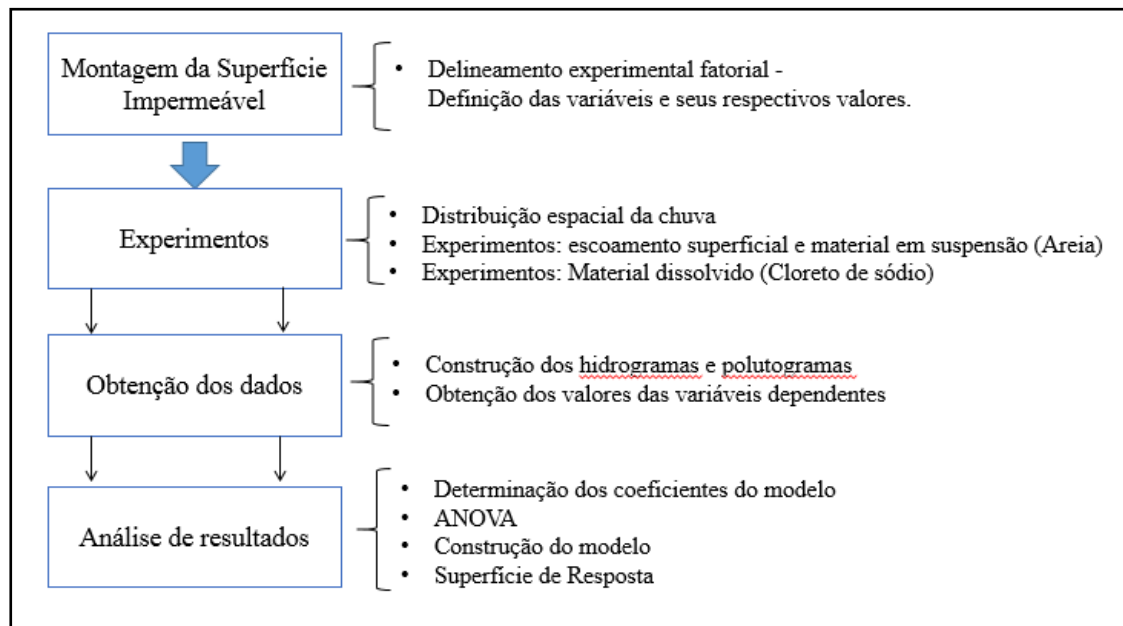 Montagem da Superfície
Impermeável
• Delineamento experimental fatorial -
Definição das variáveis e seus respectivos valores.
Experimentos
• Distribuição espacial da chuva
• Experimentos: escoamento superficial e material em suspensão (Areia)
• Experimentos: Material dissolvido (Cloreto de sódio)
Obtenção dos dados
• Construção dos hidrogramas e polutogramas
• Obtenção dos valores das variáveis dependentes
Análise de resultados
• Determinação dos coeficientes do modelo
• ANOVA
• Construção do modelo
• Superfície de Resposta